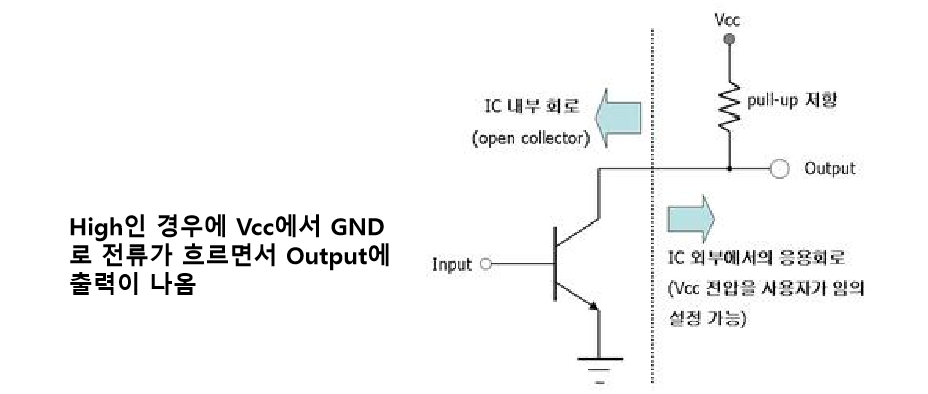 Vcc
pull-up 저항
IC 내부 회로
(open collector)
Output
High인 경우에 Vcc에서 GND
로 전류가 흐르면서 Output에
출력이 나옴
Input
IC 외부에서의 응용회로
(Vcc 전압을 사용자가 임의
설정 가능)